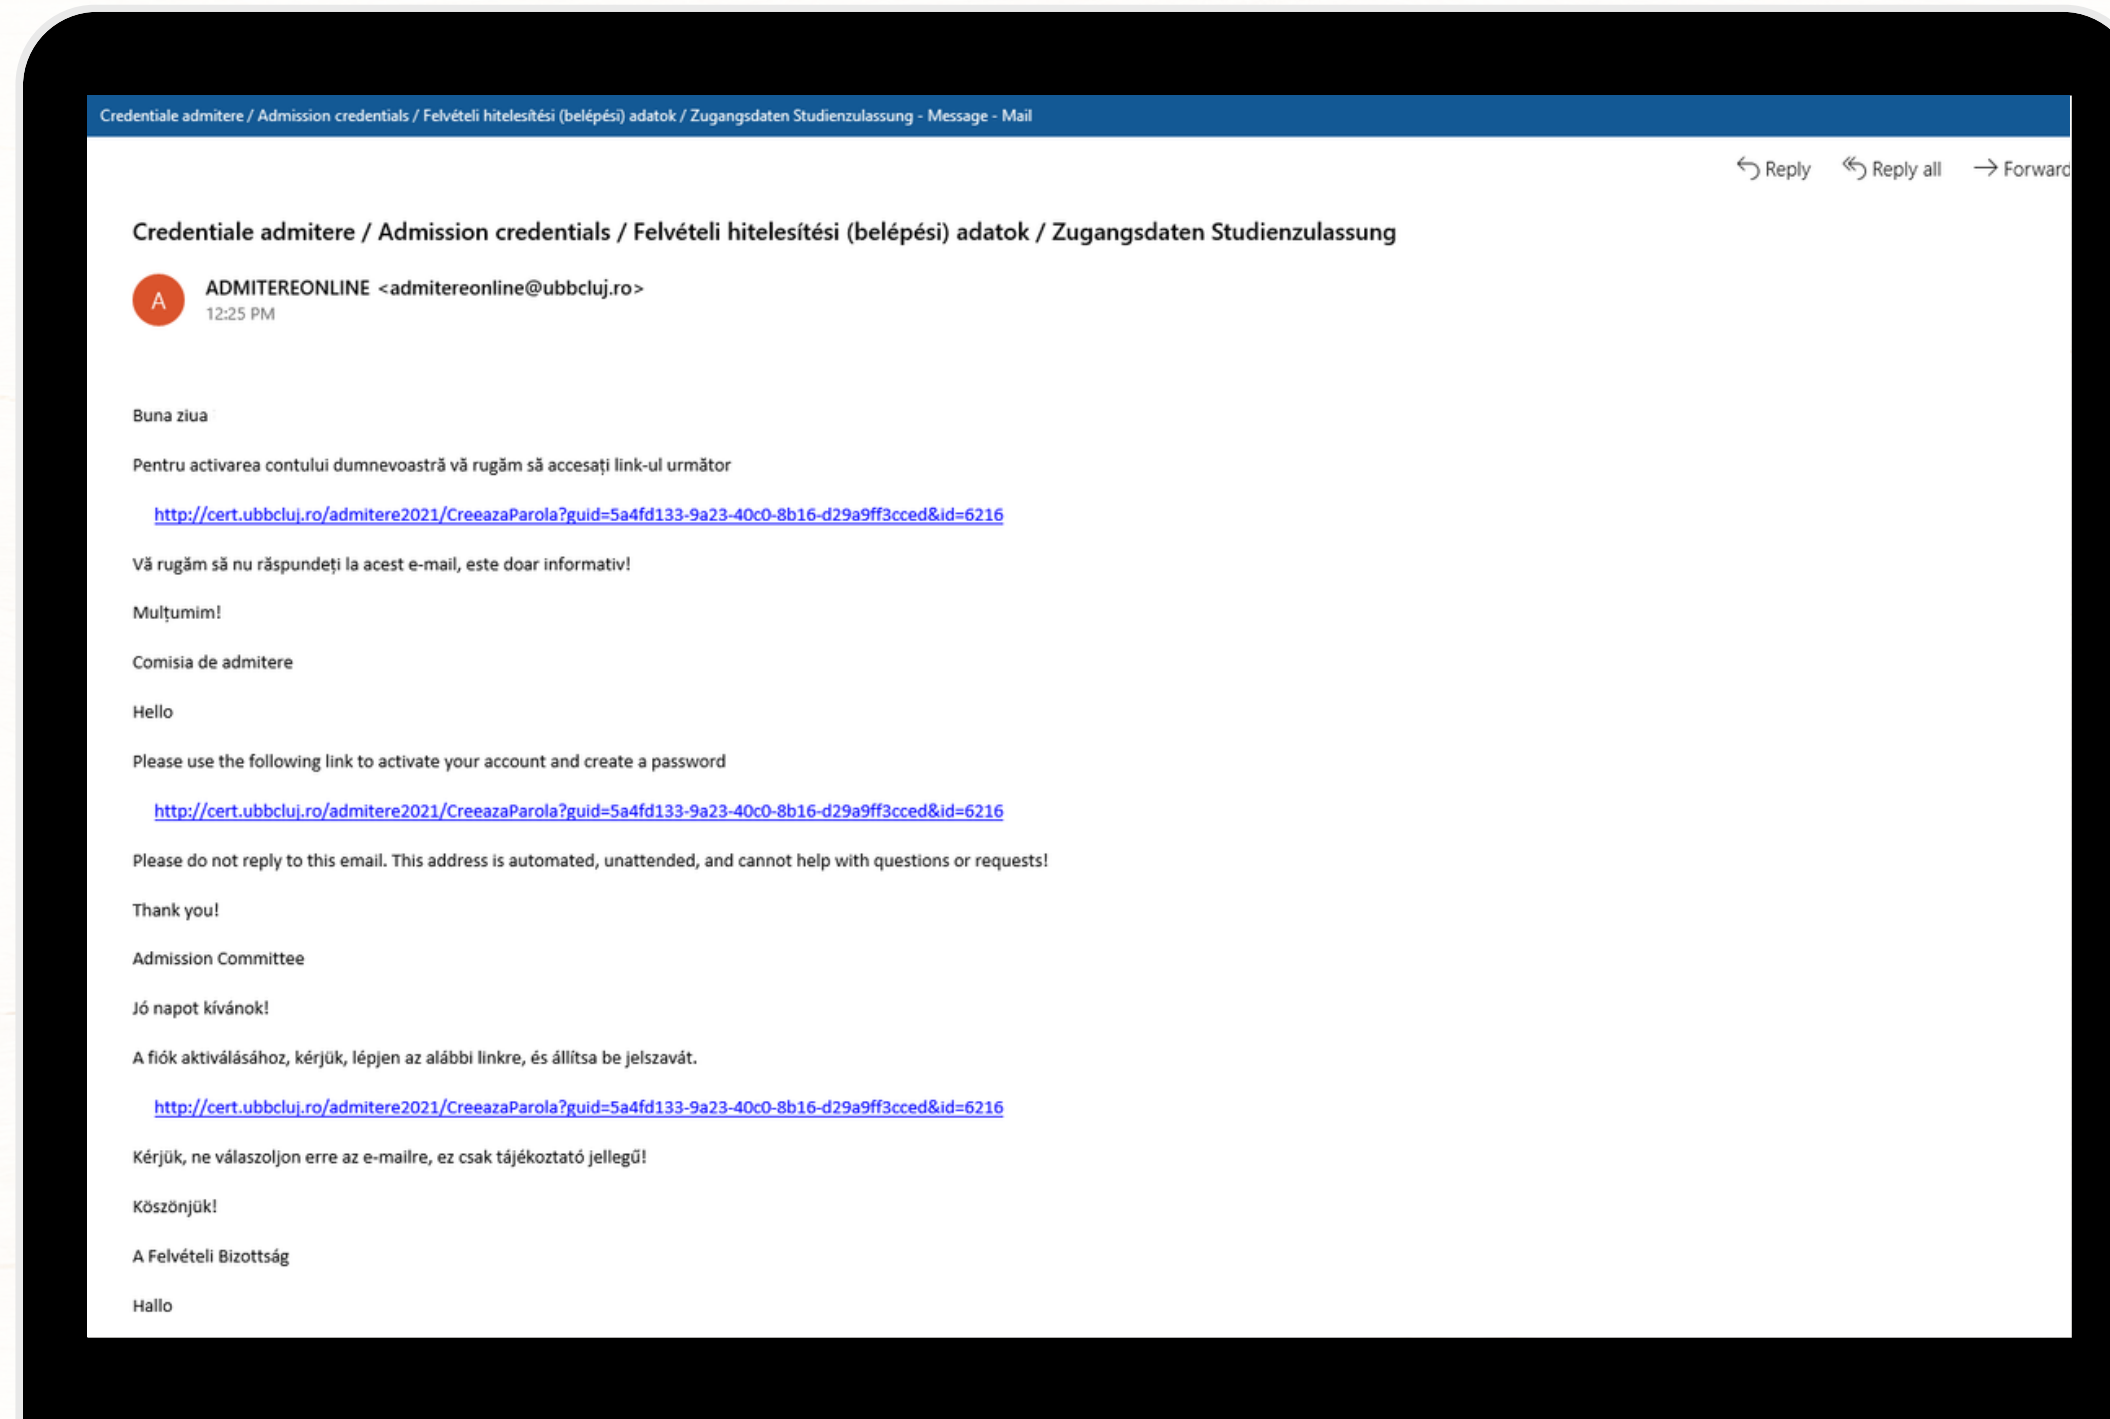 Credentiale admitere / Admission credentials / Felvételi hitelesítési (belépési) adatok / Zugangsdaten Studienzulassung - Message - Mail
Reply Reply all Forward
Credentiale admitere / Admission credentials / Felvételi hitelesítési (belépési) adatok / Zugangsdaten Studienzulassung
A
ADMITEREONLINE <admitereonline@ubbcluj.ro>
12:25 PM
Buna ziua
Pentru activarea contului dumnevoastră vă rugăm să accesați link-ul următor
http://cert.ubbcluj.ro/admitere2021/CreeazaParola?guid=5a4fd133-9a23-40c0-8b16-d29a9ff3cced&id=6216
Vă rugăm să nu răspundeți la acest e-mail, este doar informativ!
Mulțumim!
Comisia de admitere
Hello
Please use the following link to activate your account and create a password
http://cert.ubbcluj.ro/admitere2021/CreeazaParola?guid=5a4fd133-9a23-40c0-8b16-d29a9ff3cced&id=6216
Please do not reply to this email. This address is automated, unattended, and cannot help with questions or requests!
Thank you!
Admission Committee
Jó napot kívánok!
A fiók aktiválásához, kérjük, lépjen az alábbi linkre, és állítsa be jelszavát.
http://cert.ubbcluj.ro/admitere2021/CreeazaParola?guid=5a4fd133-9a23-40c0-8b16-d29a9ff3cced&id=6216
Kérjük, ne válaszoljon erre az e-mailre, ez csak tájékoztató jellegű!
Köszönjük!
A Felvételi Bizottság
Hallo